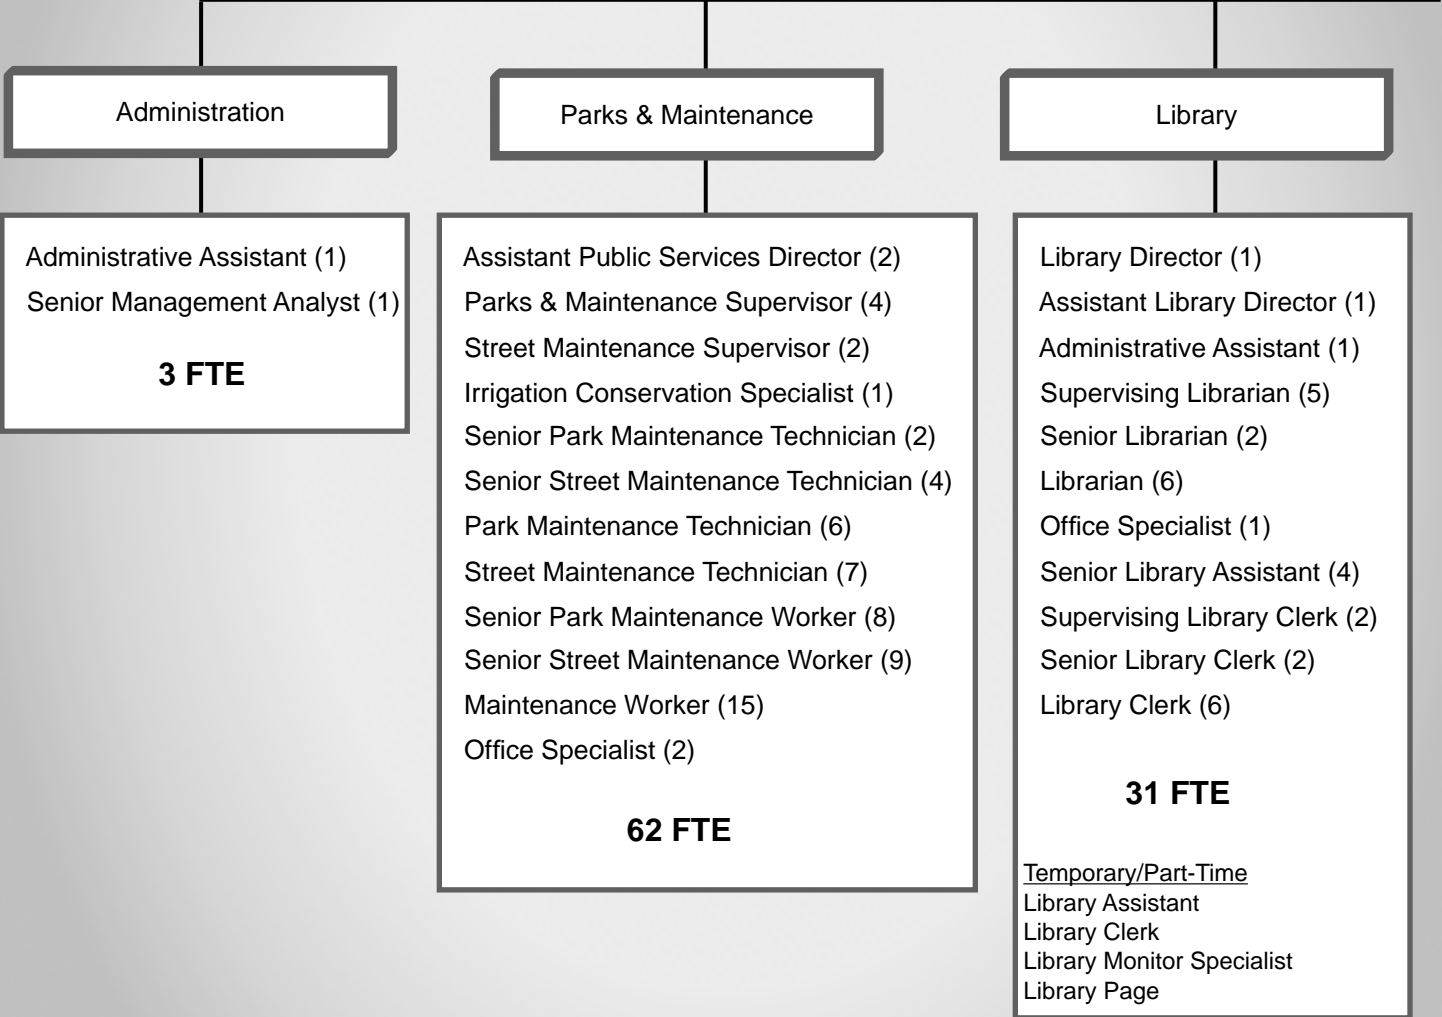 Administration
Administrative Assistant (1)
Senior Management Analyst (1)
3 FTE
Parks & Maintenance
Assistant Public Services Director (2)
Parks & Maintenance Supervisor (4)
Street Maintenance Supervisor (2)
Irrigation Conservation Specialist (1)
Senior Park Maintenance Technician (2)
Senior Street Maintenance Technician (4)
Park Maintenance Technician (6)
Street Maintenance Technician (7)
Senior Park Maintenance Worker (8)
Senior Street Maintenance Worker (9)
Maintenance Worker (15)
Office Specialist (2)
62 FTE
Library
Library Director (1)
Assistant Library Director (1)
Administrative Assistant (1)
Supervising Librarian (5)
Senior Librarian (2)
Librarian (6)
Office Specialist (1)
Senior Library Assistant (4)
Supervising Library Clerk (2)
Senior Library Clerk (2)
Library Clerk (6)
31 FTE
Temporary/Part-Time
Library Assistant
Library Clerk
Library Monitor Specialist
Library Page